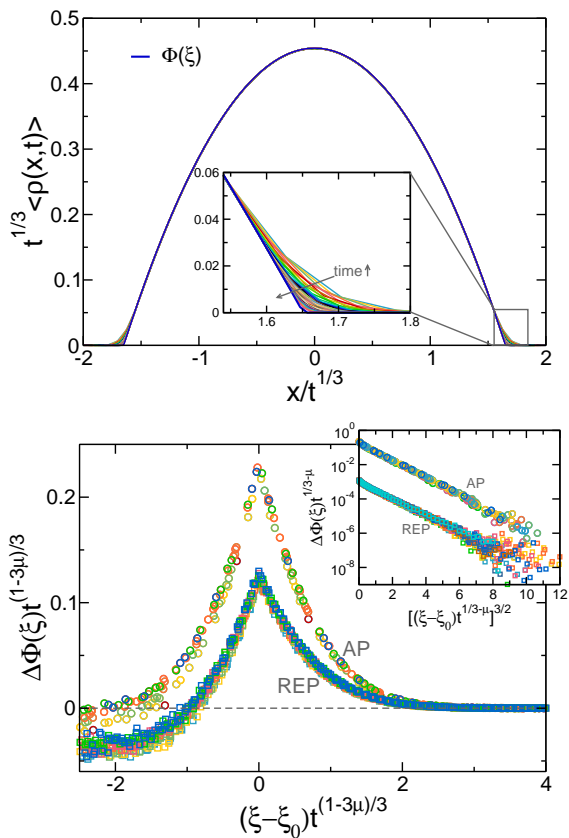 0.5
0.4
0.3
0.2
0.1
0
t^{1/3} <ρ(x,t)>
Φ(ξ)
0.06
0.04
0.02
0
time
1.6 1.7 1.8
-2 -1 0 1 2
x/t^{1/3}
0.2
0.1
0
ΔΦ(ξ)t^{(1-3μ)/3}
AP
REP
10^0
10^-2
10^-4
10^-6
10^-8
ΔΦ(ξ)t^{1/3-μ}
AP
REP
0 2 4 6 8 10 12
[(ξ−ξ_0)t^{1/3-μ}]^{3/2}
-2 0 2 4
(ξ−ξ_0)t^{(1-3μ)/3}